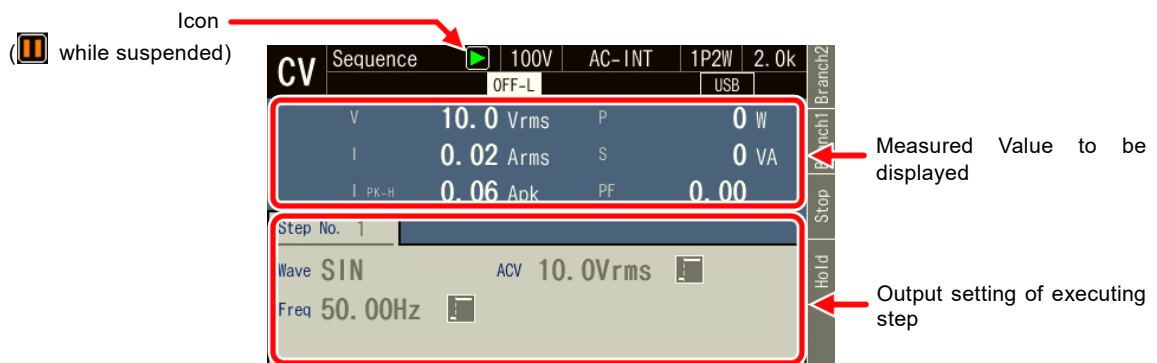 Icon
( while suspended)
CV Sequence 100V AC-INT 1P2W 2.0k
OFF-L USB
V 10.0 Vrms P 0 W
I 0.02 Arms S 0 VA
I PK-H 0.06 Apk PF 0.00
Step No. 1
Wave SIN ACV 10.0Vrms
Freq 50.00Hz
Branch2
Branch1
Stop
Hold
Measured Value to be
displayed
Output setting of executing
step